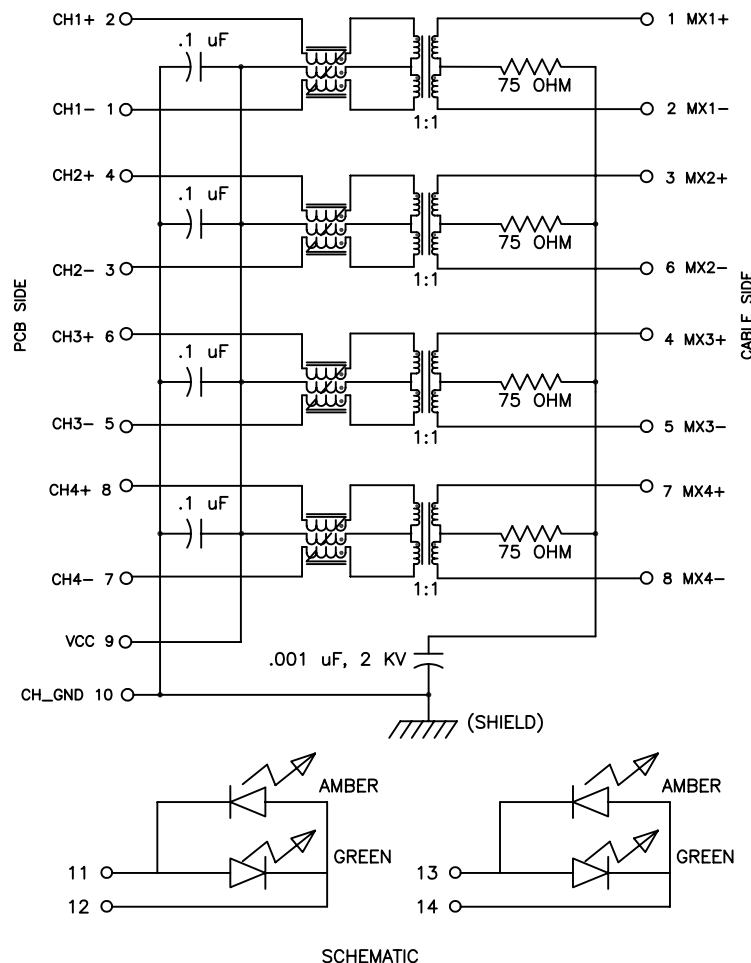 CH1+ 2
1 MX1+
.1 uF
75 OHM
CH1- 1
2 MX1-
1:1
CH2+ 4
3 MX2+
.1 uF
75 OHM
CH2- 3
6 MX2-
1:1
PCB SIDE
CABLE SIDE
CH3+ 6
4 MX3+
.1 uF
75 OHM
CH3- 5
5 MX3-
1:1
CH4+ 8
7 MX4+
.1 uF
75 OHM
CH4- 7
8 MX4-
1:1
VCC 9
.001 uF, 2 KV
CH_GND 10
(SHIELD)
AMBER
AMBER
GREEN
GREEN
11
13
12
14
SCHEMATIC